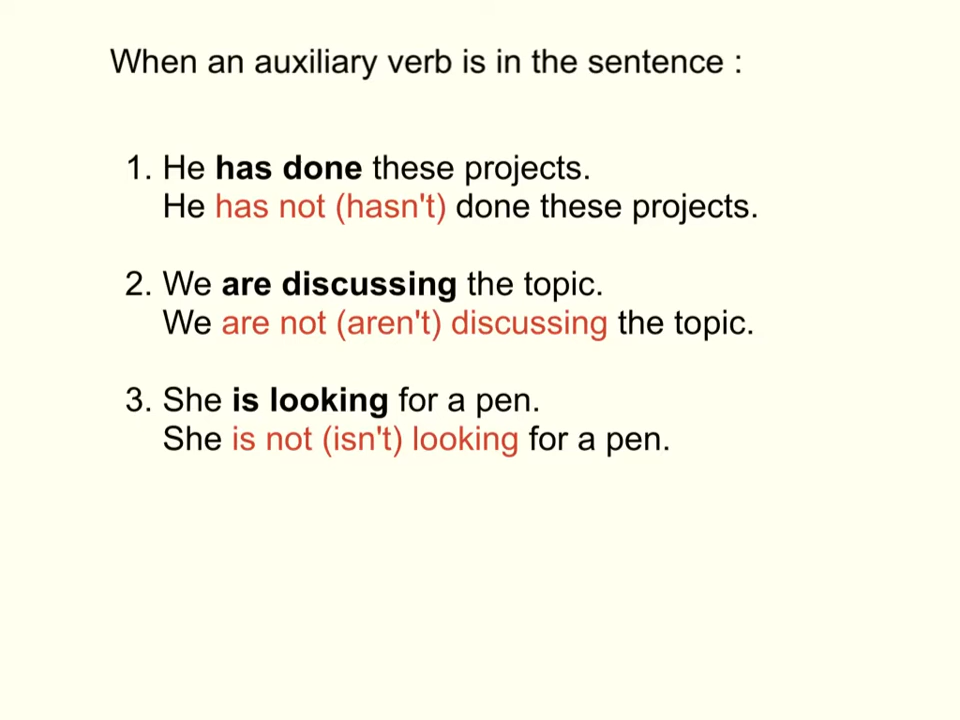 When an auxiliary verb is in the sentence :
1. He has done these projects.
He has not (hasn't) done these projects.
2. We are discussing the topic.
We are not (aren't) discussing the topic.
3. She is looking for a pen.
She is not (isn't) looking for a pen.